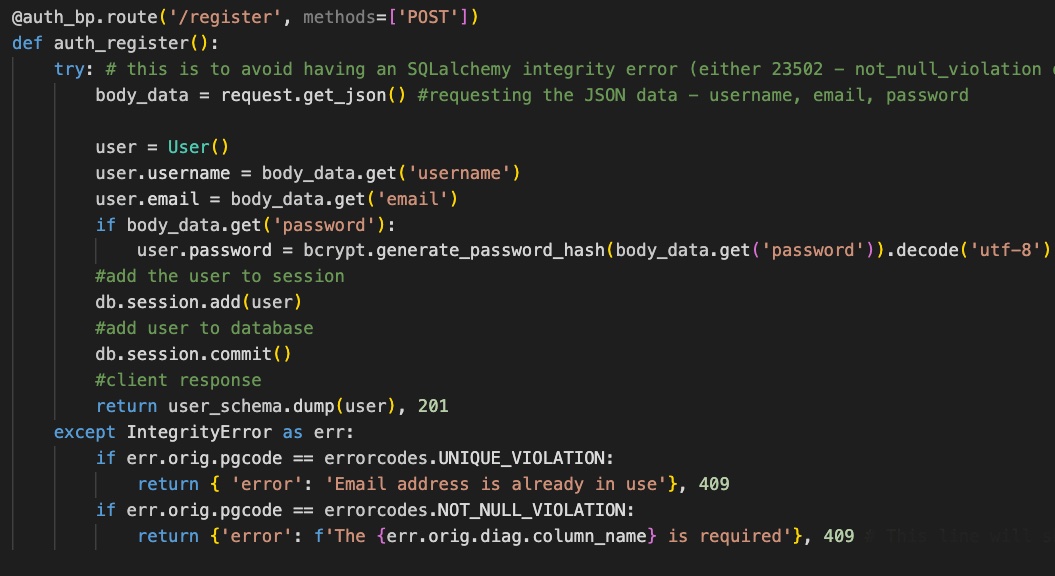 @auth_bp.route('/register', methods=['POST'])
def auth_register():
    try: # this is to avoid having an SQLalchemy integrity error (either 23502 – not_null_violation
        body_data = request.get_json() #requesting the JSON data – username, email, password

        user = User()
        user.username = body_data.get('username')
        user.email = body_data.get('email')
        if body_data.get('password'):
            user.password = bcrypt.generate_password_hash(body_data.get('password')).decode('utf-8')
        #add the user to session
        db.session.add(user)
        #add user to database
        db.session.commit()
        #client response
        return user_schema.dump(user), 201
    except IntegrityError as err:
        if err.orig.pgcode == errorcodes.UNIQUE_VIOLATION:
            return { 'error': 'Email address is already in use'}, 409
        if err.orig.pgcode == errorcodes.NOT_NULL_VIOLATION:
            return {'error': f'The {err.orig.diag.column_name} is required'}, 409 # This line will